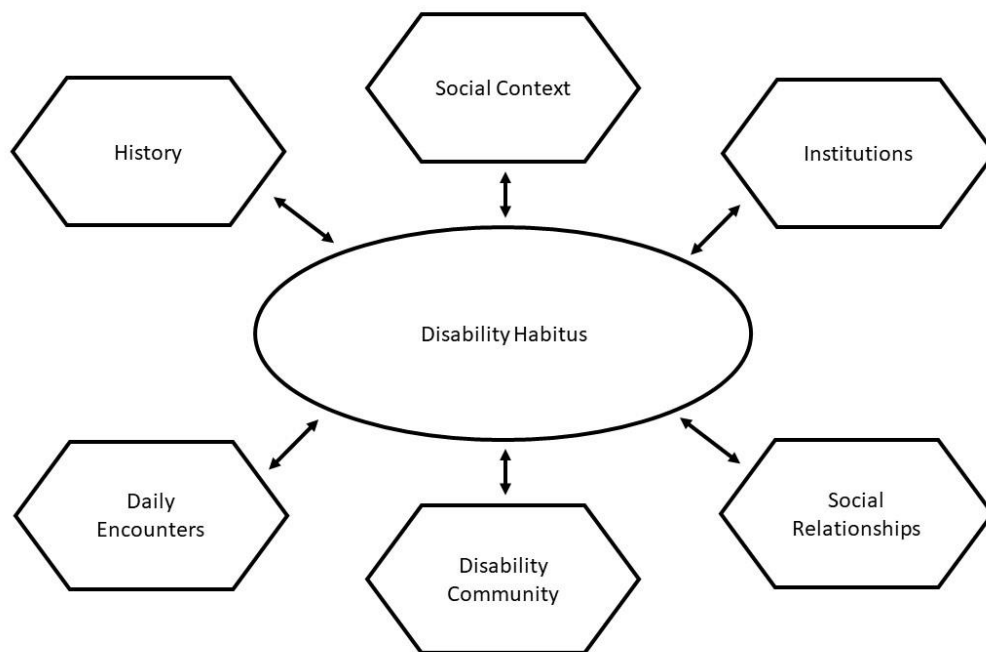 Social Context
History
Institutions
Disability Habitus
Daily
Encounters
Social
Relationships
Disability
Community